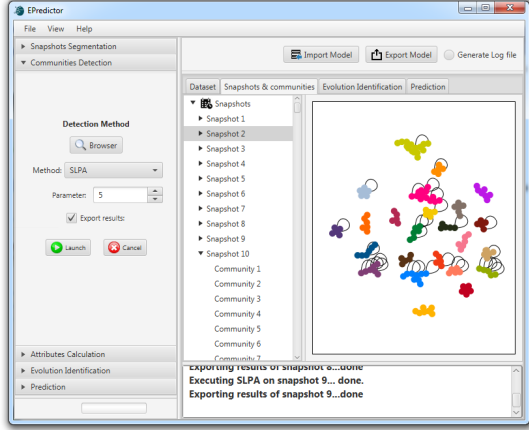 EPredictor
File View Help
Snapshots Segmentation
Communities Detection
Detection Method
Browser
Method: SLPA
Parameter: 5
Export results:
Launch Cancel
Attributes Calculation
Evolution Identification
Prediction
Import Model Export Model Generate Log file
Dataset Snapshots & communities Evolution Identification Prediction
Snapshots
Snapshot 1
Snapshot 2
Snapshot 3
Snapshot 4
Snapshot 5
Snapshot 6
Snapshot 7
Snapshot 8
Snapshot 9
Snapshot 10
Community 1
Community 2
Community 3
Community 4
Community 5
Community 6
Community 7
Exporting results of snapshot 8...done
Executing SLPA on snapshot 9... done.
Exporting results of snapshot 9...done